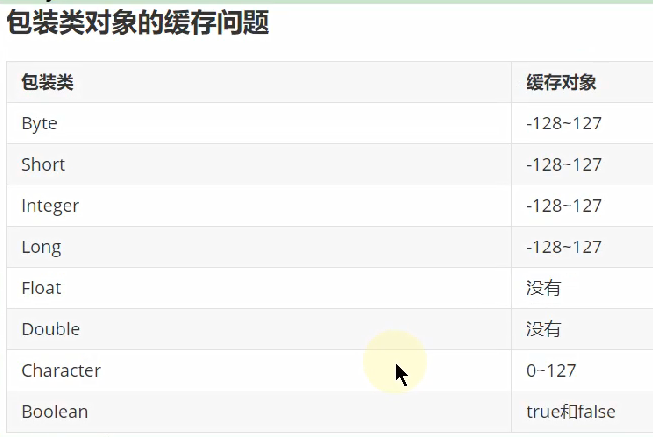 包装类对象的缓存问题
包装类 缓存对象
Byte -128~127
Short -128~127
Integer -128~127
Long -128~127
Float 没有
Double 没有
Character 0~127
Boolean true和false